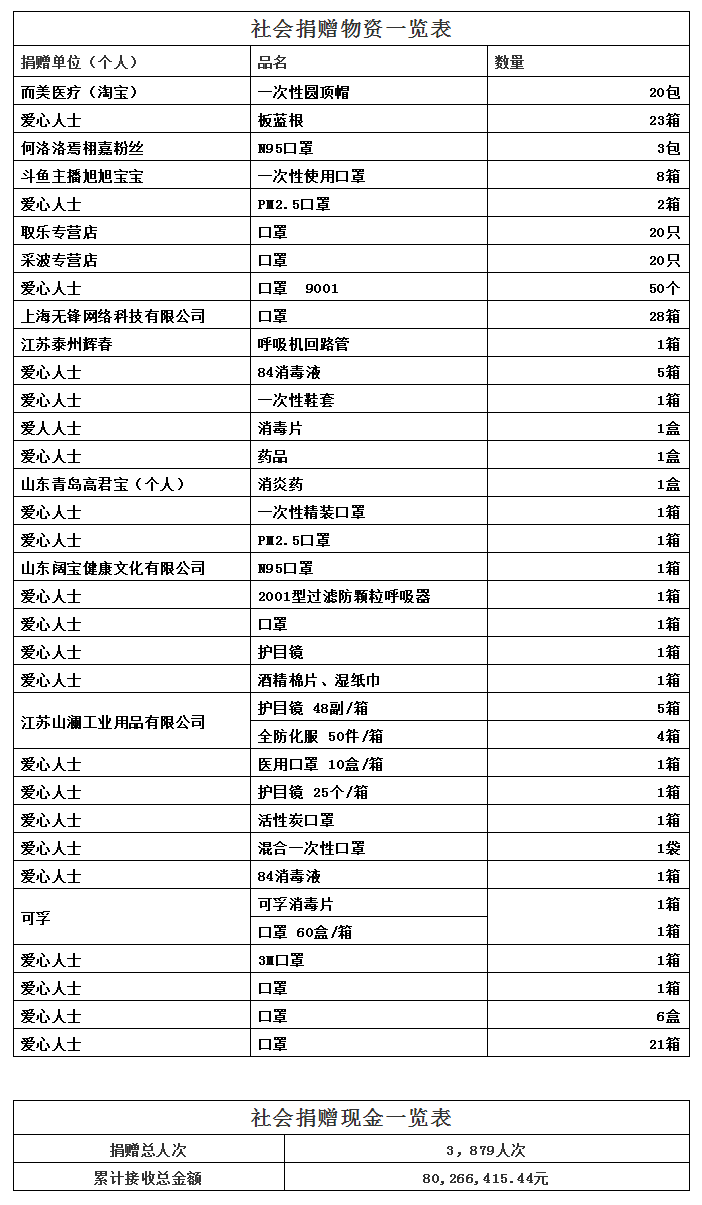 社会捐赠物资一览表
捐赠单位（个人） 品名 数量
而美医疗（淘宝） 一次性圆顶帽 20包
爱心人士 板蓝根 23箱
何洛洛焉栩嘉粉丝 N95口罩 3包
斗鱼主播旭旭宝宝 一次性使用口罩 8箱
爱心人士 PM2.5口罩 2箱
取乐专营店 口罩 20只
采波专营店 口罩 20只
爱心人士 口罩 9001 50个
上海无锋网络科技有限公司 口罩 28箱
江苏泰州辉春 呼吸机回路管 1箱
爱心人士 84消毒液 5箱
爱心人士 一次性鞋套 1箱
爱人人士 消毒片 1盒
爱心人士 药品 1盒
山东青岛高君宝（个人） 消炎药 1盒
爱心人士 一次性精装口罩 1箱
爱心人士 PM2.5口罩 1箱
山东阔宝健康文化有限公司 N95口罩 1箱
爱心人士 2001型过滤防颗粒呼吸器 1箱
爱心人士 口罩 1箱
爱心人士 护目镜 1箱
爱心人士 酒精棉片、湿纸巾 1箱
江苏山澜工业用品有限公司 护目镜 48副/箱 5箱
全防化服 50件/箱 4箱
爱心人士 医用口罩 10盒/箱 1箱
爱心人士 护目镜 25个/箱 1箱
爱心人士 活性炭口罩 1箱
爱心人士 混合一次性口罩 1袋
爱心人士 84消毒液 1箱
可孚 可孚消毒片 1箱
口罩 60盒/箱 1箱
爱心人士 3M口罩 1箱
爱心人士 口罩 1箱
爱心人士 口罩 6盒
爱心人士 口罩 21箱
社会捐赠现金一览表
捐赠总人次 3，879人次
累计接收总金额 80,266,415.44元